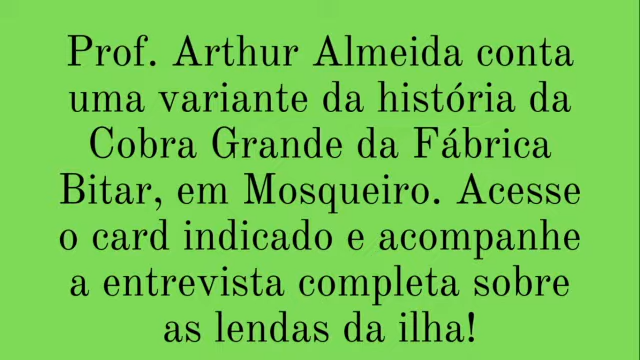 Prof. Arthur Almeida conta
uma variante da história da
Cobra Grande da Fábrica
Bitar, em Mosqueiro. Acesse
o card indicado e acompanhe
a entrevista completa sobre
as lendas da ilha!